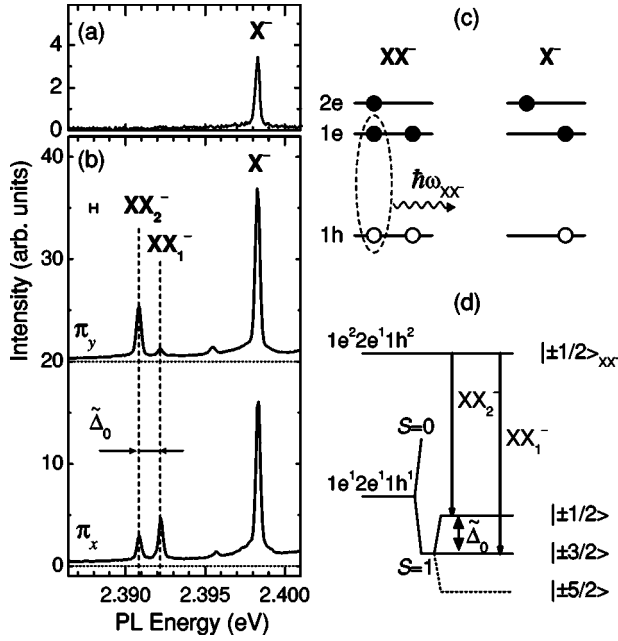 (a)
X⁻
4
2
0
(b)
X⁻
40
H
XX₂⁻
XX₁⁻
30
πy
20
Δ̃₀
10
πx
0
2.390
2.395
2.400
PL Energy (eV)
Intensity (arb. units)
(c)
XX⁻
X⁻
2e
1e
ħω_XX⁻
1h
(d)
1e²2e¹1h²
|±1/2>_XX⁻
XX₂⁻
XX₁⁻
S=0
1e¹2e¹1h¹
|±1/2>
Δ̃₀
|±3/2>
S=1
|±5/2>